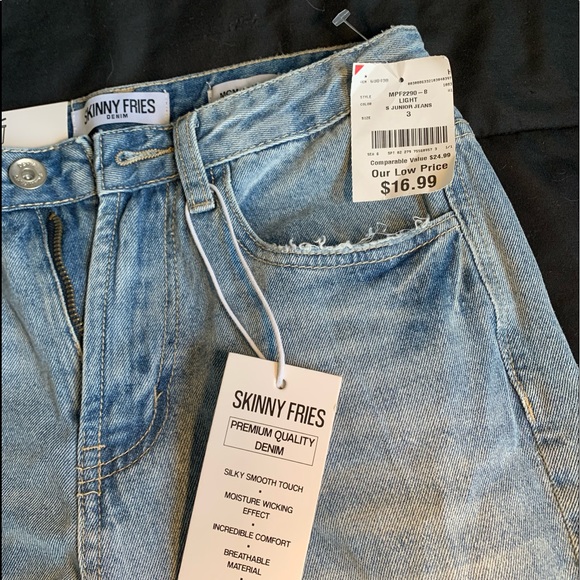 SKINNY FRIES
DENIM
MPF2290-8
LIGHT
S JUNIOR JEANS
3
Comparable Value $24.99
Our Low Price
$16.99
SKINNY FRIES
PREMIUM QUALITY
DENIM
SILKY SMOOTH TOUCH
•
MOISTURE WICKING
EFFECT
•
INCREDIBLE COMFORT
•
BREATHABLE
MATERIAL